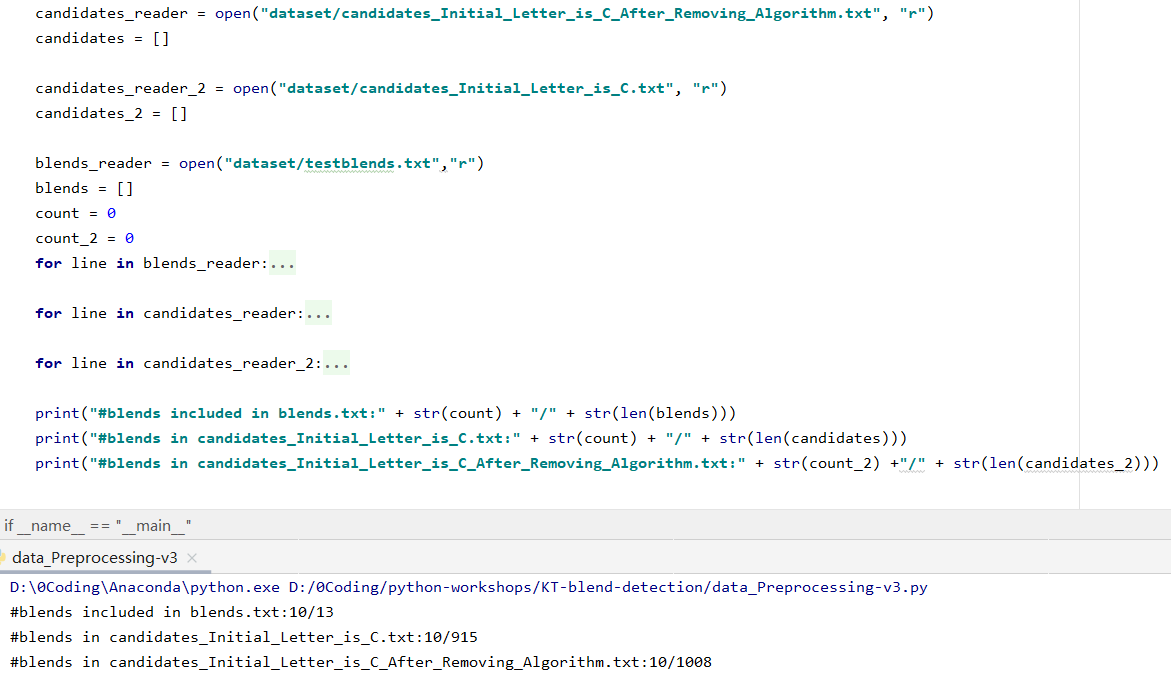 candidates_reader = open("dataset/candidates_Initial_Letter_is_C_After_Removing_Algorithm.txt", "r")
candidates = []
candidates_reader_2 = open("dataset/candidates_Initial_Letter_is_C.txt", "r")
candidates_2 = []
blends_reader = open("dataset/testblends.txt","r")
blends = []
count = 0
count_2 = 0
for line in blends_reader:...
for line in candidates_reader:...
for line in candidates_reader_2:...
print("#blends included in blends.txt:" + str(count) + "/" + str(len(blends)))
print("#blends in candidates_Initial_Letter_is_C.txt:" + str(count) + "/" + str(len(candidates)))
print("#blends in candidates_Initial_Letter_is_C_After_Removing_Algorithm.txt:" + str(count_2) +"/" + str(len(candidates_2)))
if __name__ == "__main__"
data_Preprocessing-v3 ×
D:\0Coding\Anaconda\python.exe D:/0Coding/python-workshops/KT-blend-detection/data_Preprocessing-v3.py
#blends included in blends.txt:10/13
#blends in candidates_Initial_Letter_is_C.txt:10/915
#blends in candidates_Initial_Letter_is_C_After_Removing_Algorithm.txt:10/1008